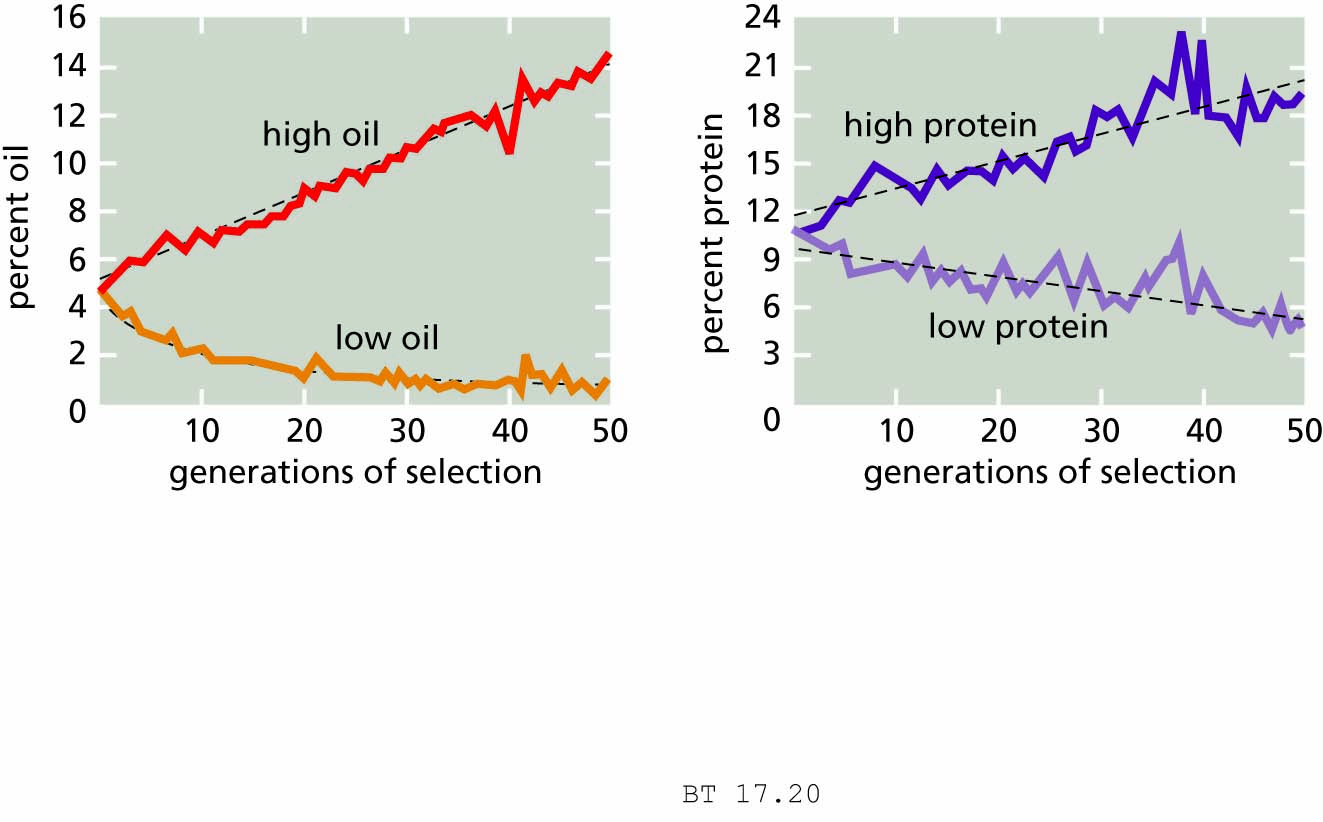 percent oil
16
14
12
10
8
6
4
2
0
high oil
low oil
10 20 30 40 50
generations of selection
percent protein
24
21
18
15
12
9
6
3
0
high protein
low protein
10 20 30 40 50
generations of selection
BT 17.20